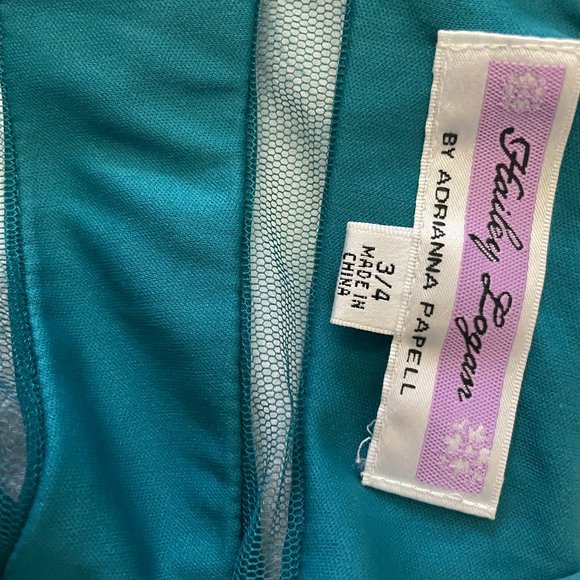 Hailey Logan
BY ADRIANNA PAPELL
3/4
MADE IN
CHINA